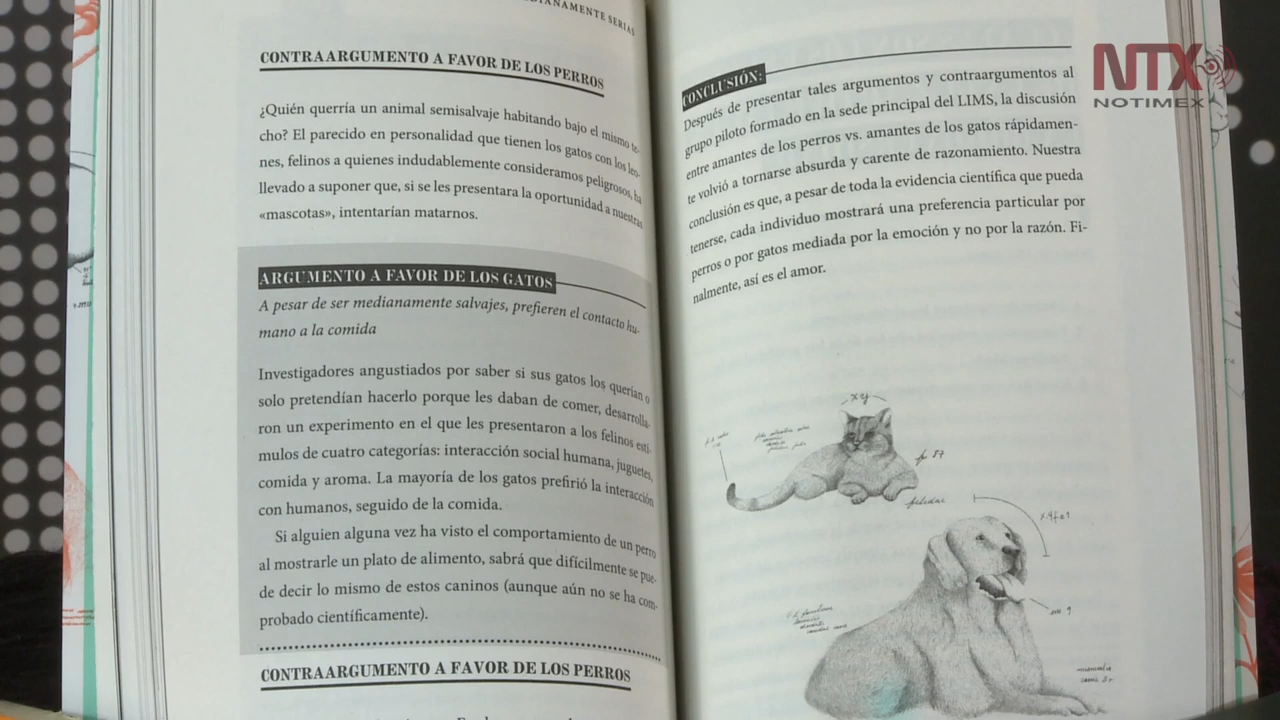 DIANAMENTE SERIAS
CONTRAARGUMENTO A FAVOR DE LOS PERROS
¿Quién querría un animal semisalvaje habitando bajo el mismo te-
cho? El parecido en personalidad que tienen los gatos con los leo-
nes, felinos a quienes indudablemente consideramos peligrosos, ha
llevado a suponer que, si se les presentara la oportunidad a nuestras
«mascotas», intentarían matarnos.
ARGUMENTO A FAVOR DE LOS GATOS
A pesar de ser medianamente salvajes, prefieren el contacto hu-
mano a la comida
Investigadores angustiados por saber si sus gatos los querían o
solo pretendían hacerlo porque les daban de comer, desarrolla-
ron un experimento en el que les presentaron a los felinos estí-
mulos de cuatro categorías: interacción social humana, juguetes,
comida y aroma. La mayoría de los gatos prefirió la interacción
con humanos, seguido de la comida.
Si alguien alguna vez ha visto el comportamiento de un perro
al mostrarle un plato de alimento, sabrá que difícilmente se pue-
de decir lo mismo de estos caninos (aunque aún no se ha com-
probado científicamente).
CONTRAARGUMENTO A FAVOR DE LOS PERROS
CONCLUSIÓN:
Después de presentar tales argumentos y contraargumentos al
grupo piloto formado en la sede principal del LIMS, la discusión
entre amantes de los perros vs. amantes de los gatos rápidamen-
te volvió a tornarse absurda y carente de razonamiento. Nuestra
conclusión es que, a pesar de toda la evidencia científica que pueda
tenerse, cada individuo mostrará una preferencia particular por
perros o por gatos mediada por la emoción y no por la razón. Fi-
nalmente, así es el amor.
NTX
NOTIMEX